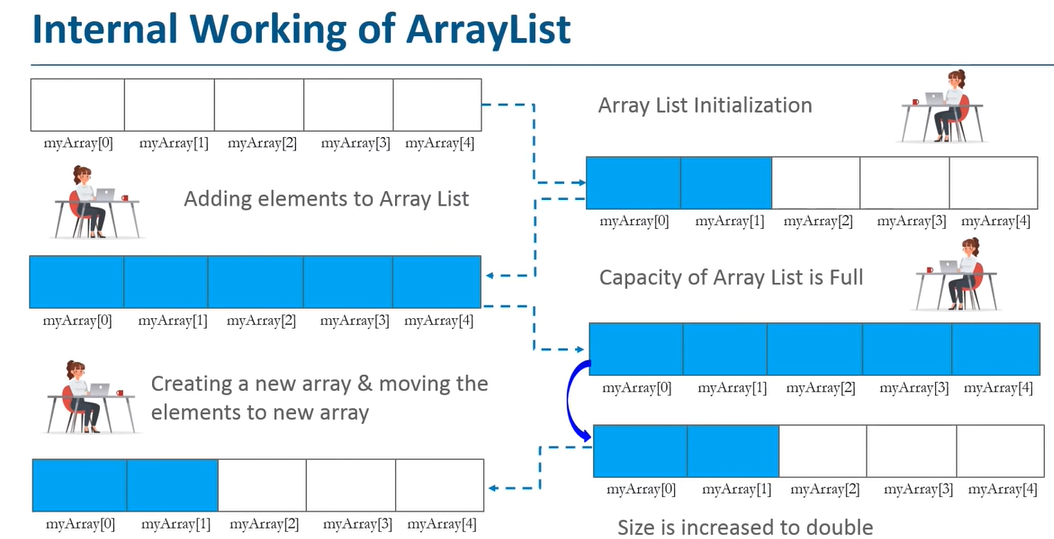 Internal Working of ArrayList
Array List Initialization
myArray[0] myArray[1] myArray[2] myArray[3] myArray[4]
Adding elements to Array List
myArray[0] myArray[1] myArray[2] myArray[3] myArray[4]
Capacity of Array List is Full
myArray[0] myArray[1] myArray[2] myArray[3] myArray[4]
Creating a new array & moving the
elements to new array
myArray[0] myArray[1] myArray[2] myArray[3] myArray[4]
myArray[0] myArray[1] myArray[2] myArray[3] myArray[4]
myArray[0] myArray[1] myArray[2] myArray[3] myArray[4]
Size is increased to double